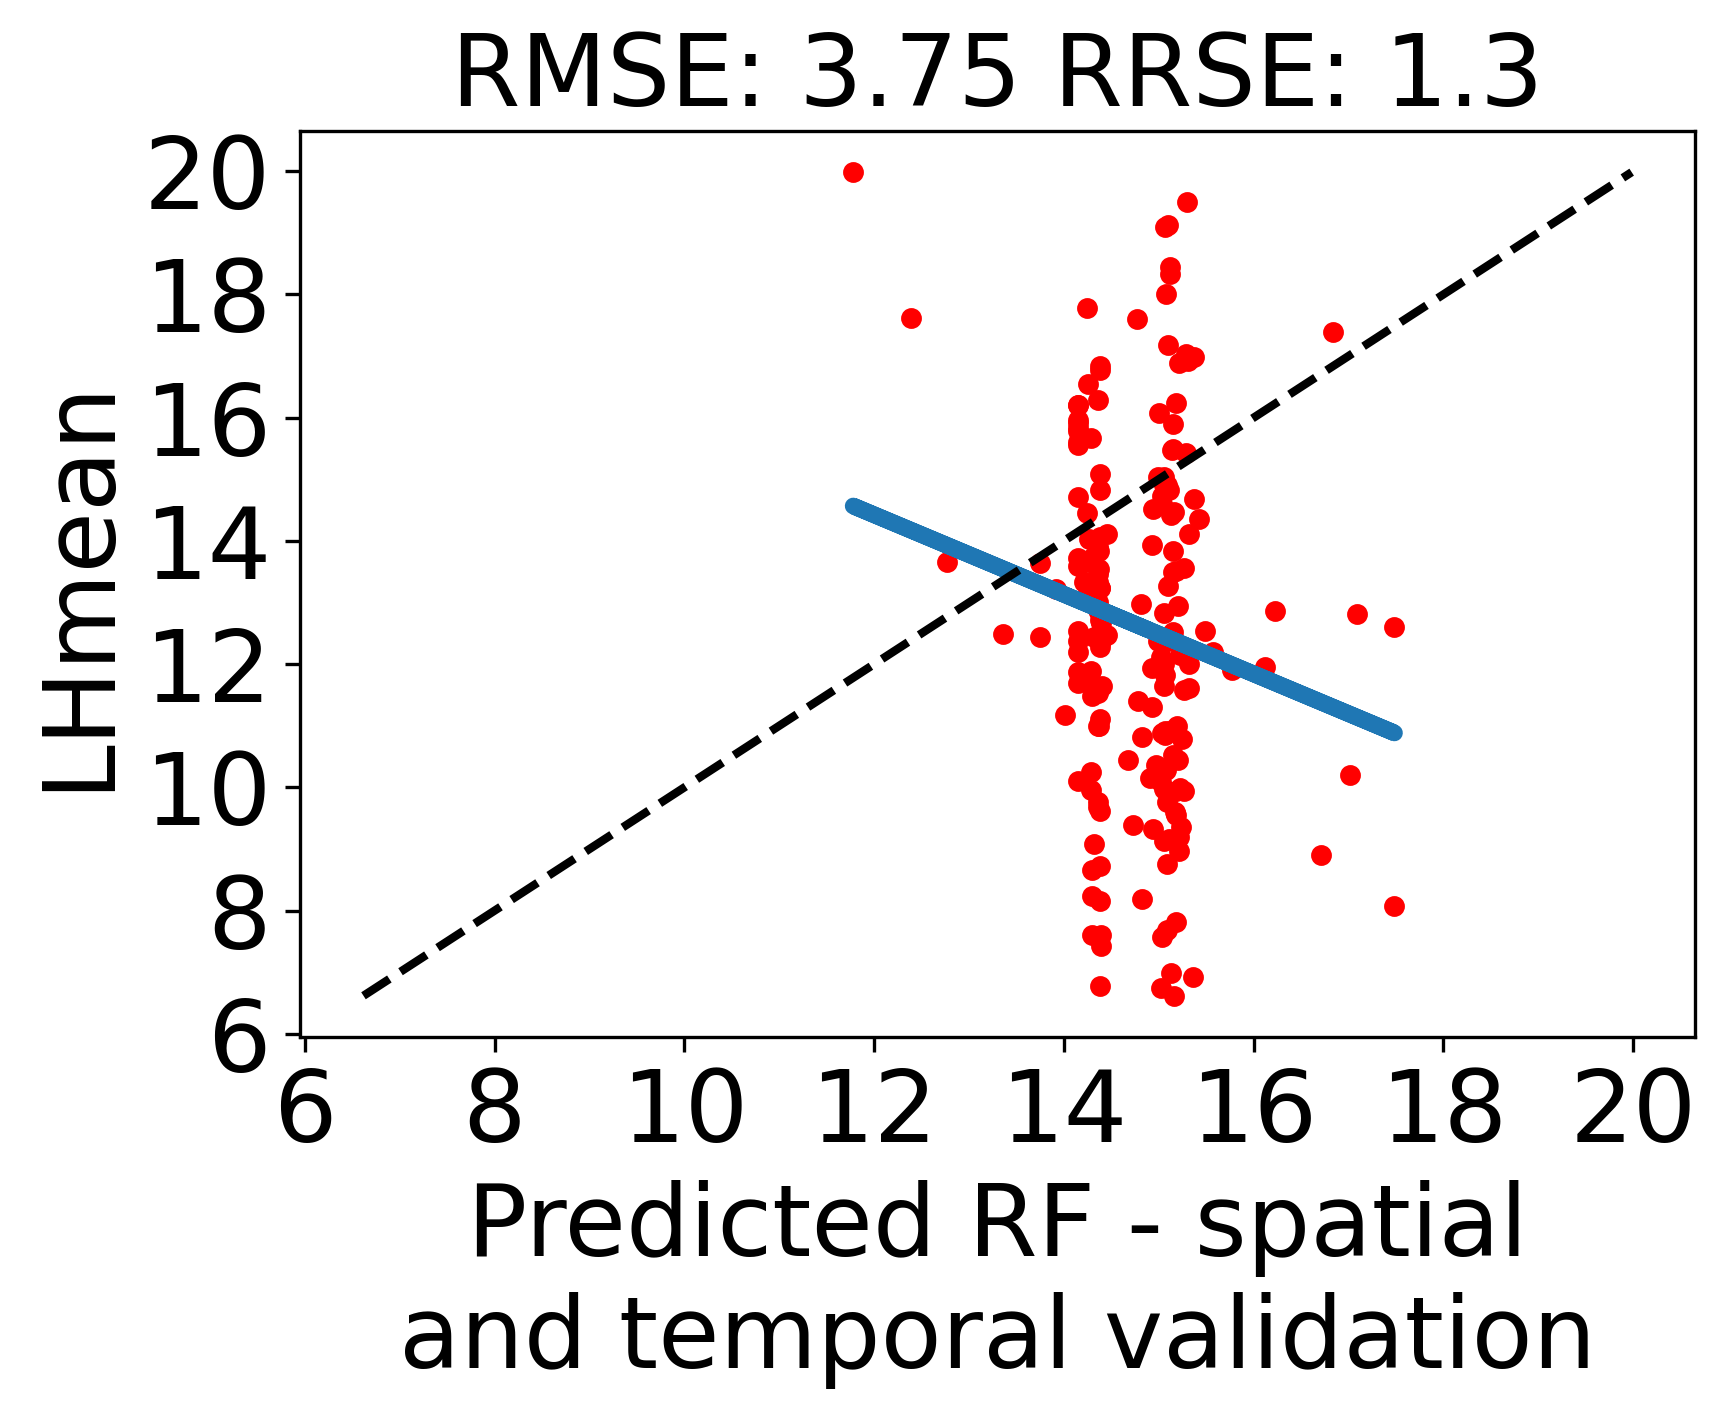 RMSE: 3.75 RRSE: 1.3
20
18
16
14
12
10
8
6
LHmean
6 8 10 12 14 16 18 20
Predicted RF - spatial
and temporal validation